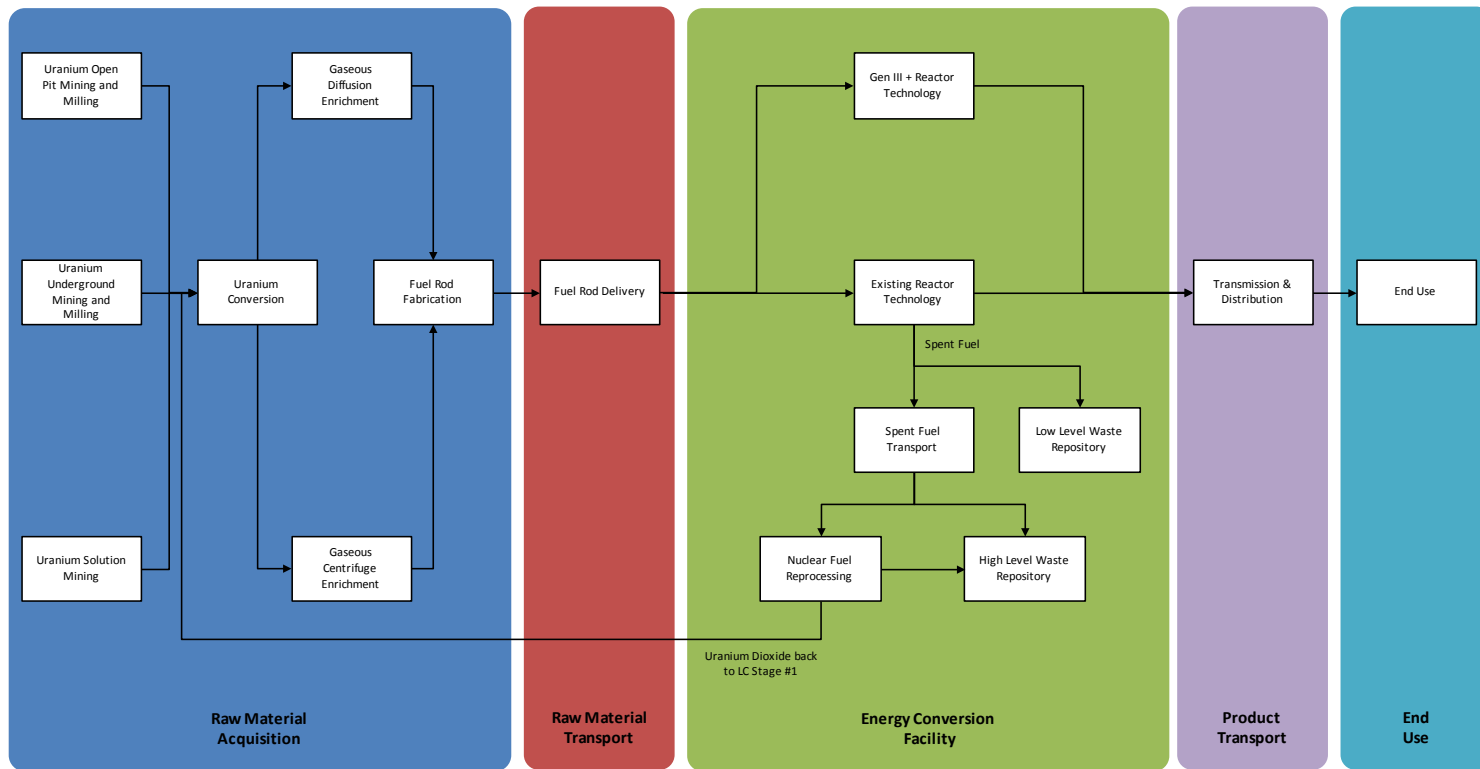 Uranium Open
Pit Mining and
Milling
Gaseous
Diffusion
Enrichment
Gen III + Reactor
Technology
Uranium
Underground
Mining and
Milling
Uranium
Conversion
Fuel Rod
Fabrication
Fuel Rod Delivery
Existing Reactor
Technology
Transmission &
Distribution
End Use
Spent Fuel
Spent Fuel
Transport
Low Level Waste
Repository
Uranium Solution
Mining
Gaseous
Centrifuge
Enrichment
Nuclear Fuel
Reprocessing
High Level Waste
Repository
Uranium Dioxide back
to LC Stage #1
Raw Material
Acquisition
Raw Material
Transport
Energy Conversion
Facility
Product
Transport
End
Use